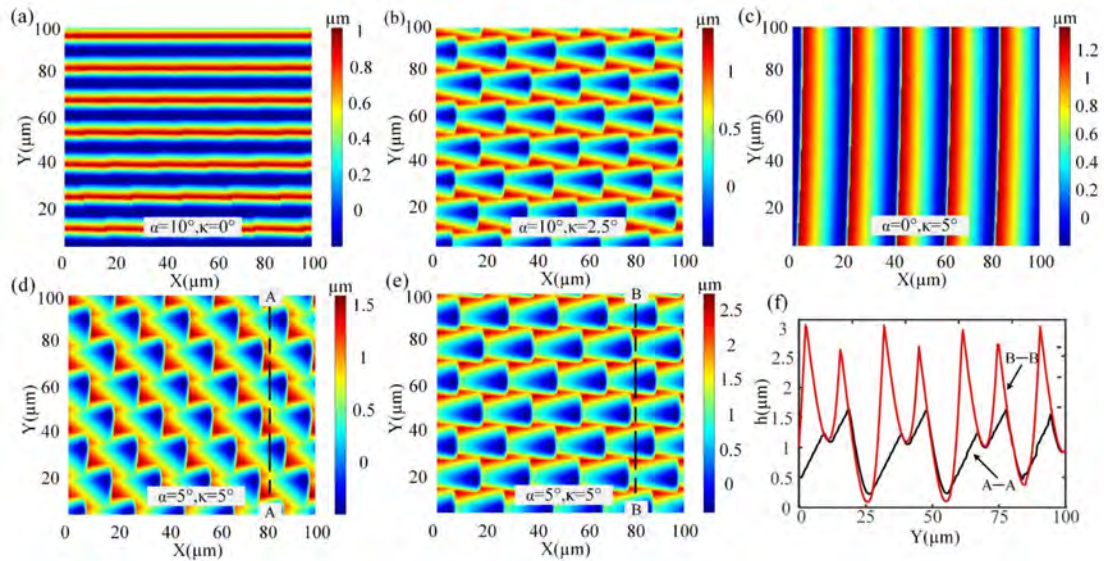 (a)
µm
100
80
60
40
20
Y(µm)
0 20 40 60 80 100
X(µm)
α=10°,κ=0°
1
0.8
0.6
0.4
0.2
0
(b)
µm
100
80
60
40
20
Y(µm)
0 20 40 60 80 100
X(µm)
α=10°,κ=2.5°
1
0.5
0
(c)
µm
100
80
60
40
20
Y(µm)
0 20 40 60 80 100
X(µm)
α=0°,κ=5°
1.2
1
0.8
0.6
0.4
0.2
0
(d)
µm
100
80
60
40
20
Y(µm)
0 20 40 60 80 100
X(µm)
A
A
α=5°,κ=5°
1.5
1
0.5
0
(e)
µm
100
80
60
40
20
Y(µm)
0 20 40 60 80 100
X(µm)
B
B
α=5°,κ=5°
2.5
2
1.5
1
0.5
0
(f)
3
2.5
2
1.5
1
0.5
0
h(µm)
0 25 50 75 100
Y(µm)
B—B
A—A